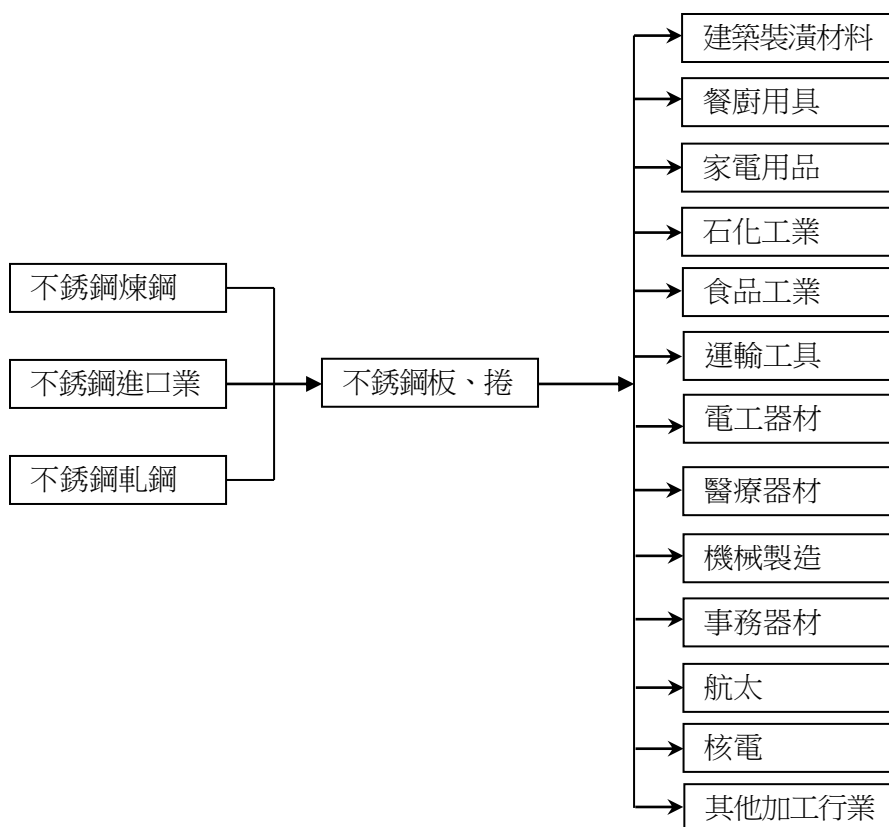 不銹鋼煉鋼
不銹鋼進口業
不銹鋼軋鋼
不銹鋼板、捲
建築裝潢材料
餐廚用具
家電用品
石化工業
食品工業
運輸工具
電工器材
醫療器材
機械製造
事務器材
航太
核電
其他加工行業